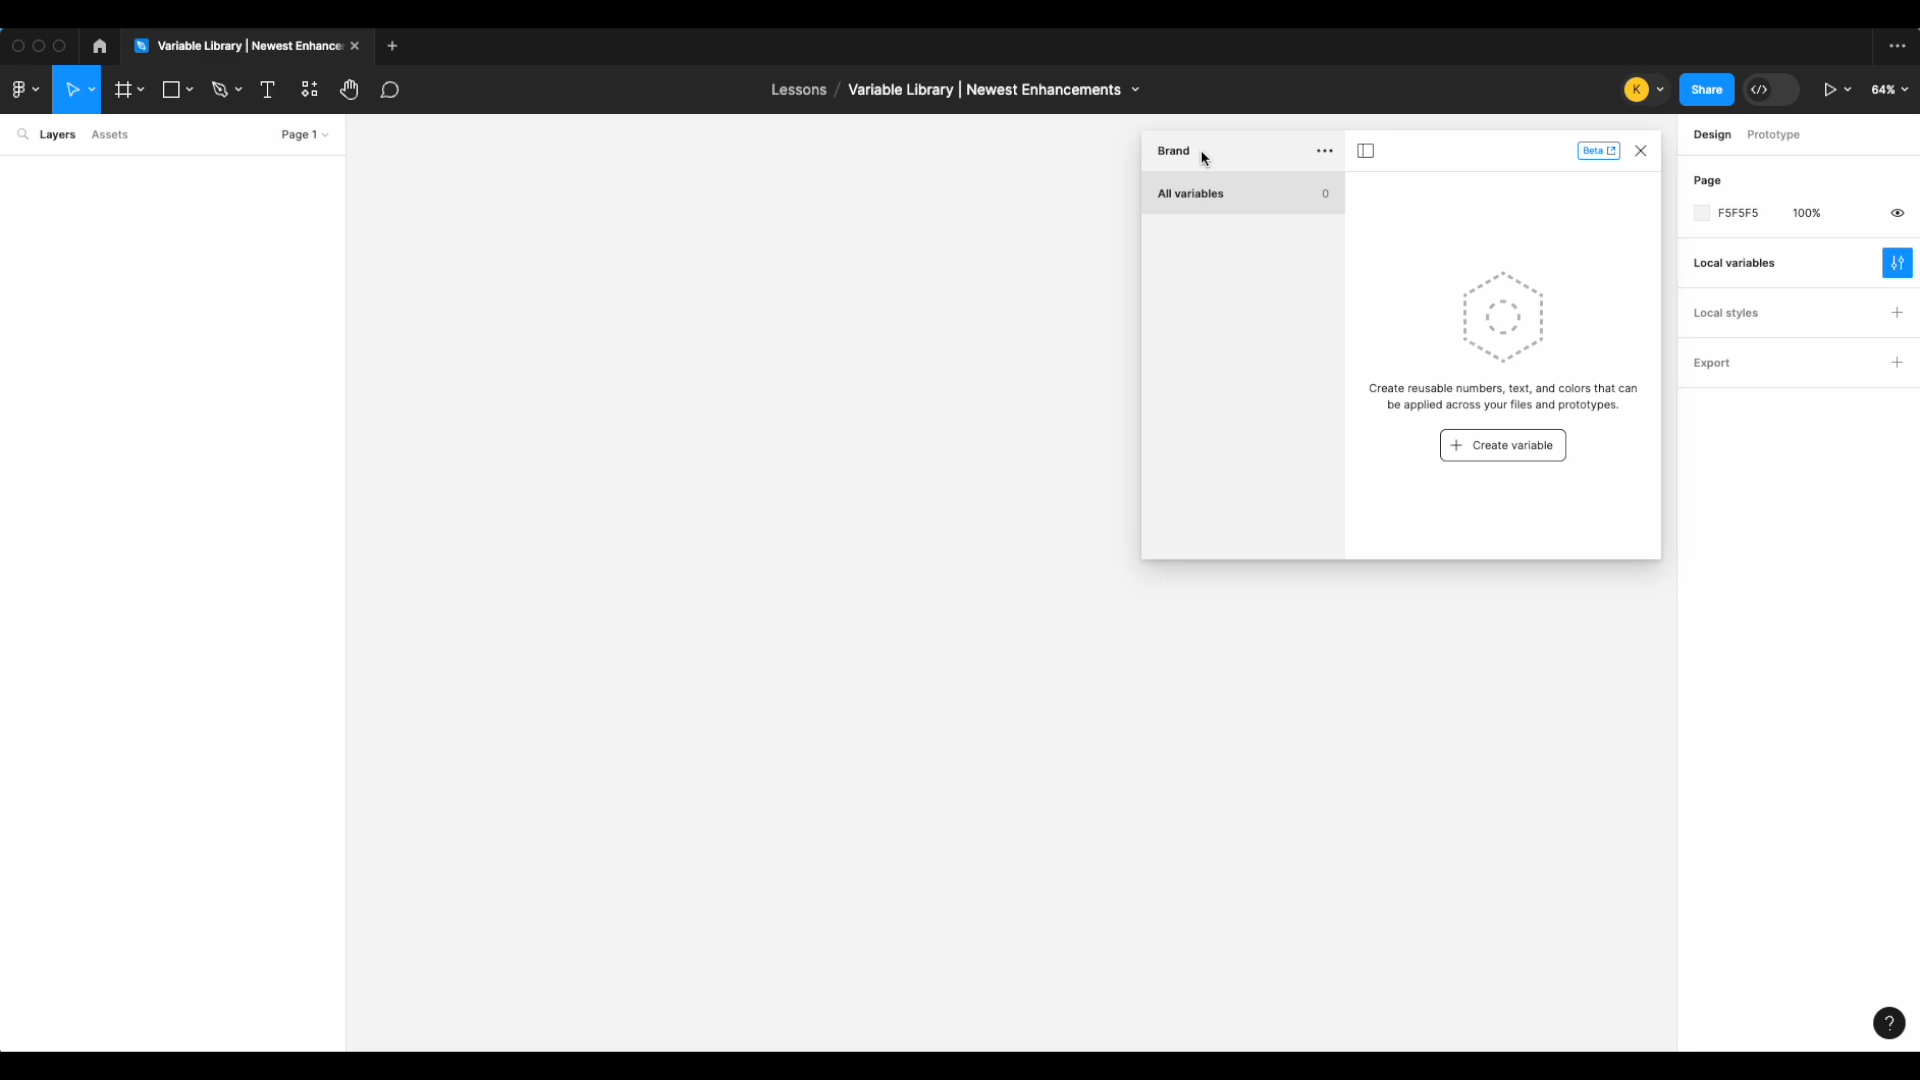 Variable Library | Newest Enhance
Lessons / Variable Library | Newest Enhancements
K
Share
64%
Layers
Assets
Page 1
Brand
Beta
Design
Prototype
All variables
0
Page
F5F5F5
100%
Local variables
Local styles
Export
Create reusable numbers, text, and colors that can
be applied across your files and prototypes.
Create variable
?